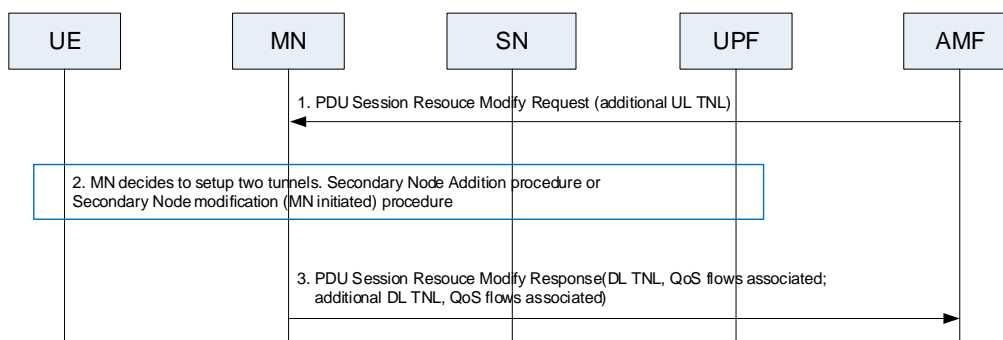 UE
MN
SN
UPF
AMF
1. PDU Session Resouce Modify Request (additional UL TNL)
2. MN decides to setup two tunnels. Secondary Node Addition procedure or
Secondary Node modification (MN initiated) procedure
3. PDU Session Resouce Modify Response(DL TNL, QoS flows associated;
additional DL TNL, QoS flows associated)